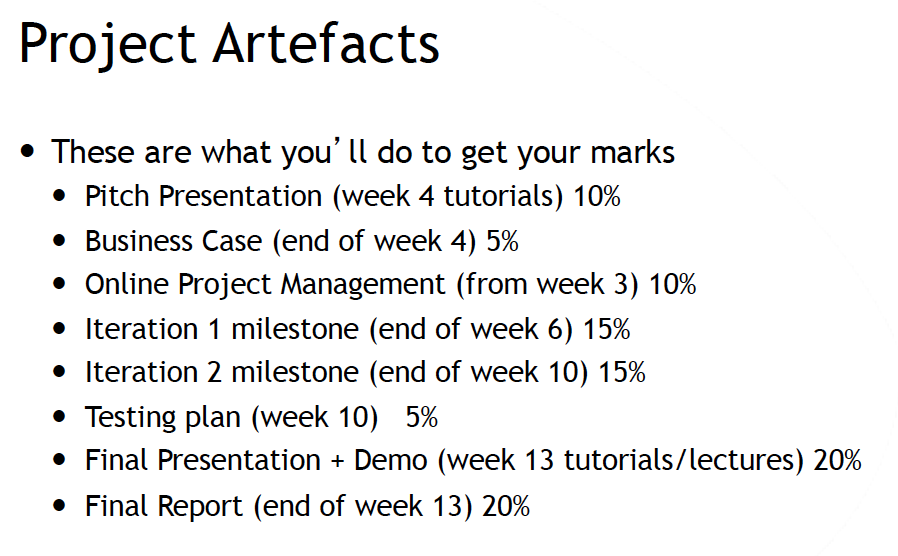 Project Artefacts
• These are what you’ll do to get your marks
• Pitch Presentation (week 4 tutorials) 10%
• Business Case (end of week 4) 5%
• Online Project Management (from week 3) 10%
• Iteration 1 milestone (end of week 6) 15%
• Iteration 2 milestone (end of week 10) 15%
• Testing plan (week 10) 5%
• Final Presentation + Demo (week 13 tutorials/lectures) 20%
• Final Report (end of week 13) 20%